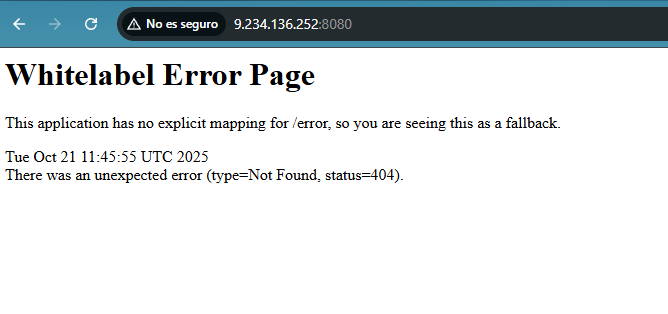 No es seguro 9.234.136.252:8080
Whitelabel Error Page
This application has no explicit mapping for /error, so you are seeing this as a fallback.
Tue Oct 21 11:45:55 UTC 2025
There was an unexpected error (type=Not Found, status=404).